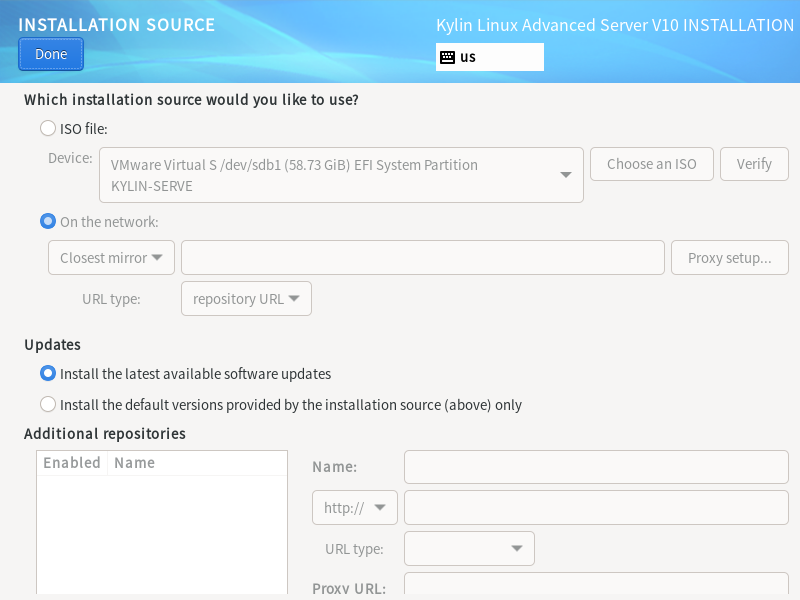 INSTALLATION SOURCE
Kylin Linux Advanced Server V10 INSTALLATION
Done
us
Which installation source would you like to use?
ISO file:
Device:
VMware Virtual S /dev/sdb1 (58.73 GiB) EFI System Partition
KYLIN-SERVE
Choose an ISO
Verify
On the network:
Closest mirror
Proxy setup...
URL type:
repository URL
Updates
Install the latest available software updates
Install the default versions provided by the installation source (above) only
Additional repositories
Enabled
Name
Name:
http://
URL type:
Proxy URL: